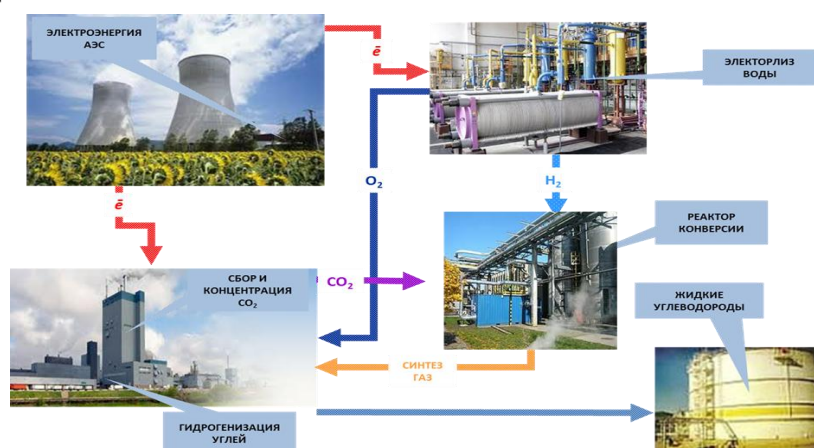 ЭЛЕКТРОЭНЕРГИЯ
АЭС
ē
ЭЛЕКТОРЛИЗ
ВОДЫ
O₂
H₂
ē
РЕАКТОР
КОНВЕРСИИ
СБОР И
КОНЦЕНТРАЦИЯ
CO₂
CO₂
ЖИДКИЕ
УГЛЕВОДОРОДЫ
СИНТЕЗ
ГАЗ
ГИДРОГЕНИЗАЦИЯ
УГЛЕЙ